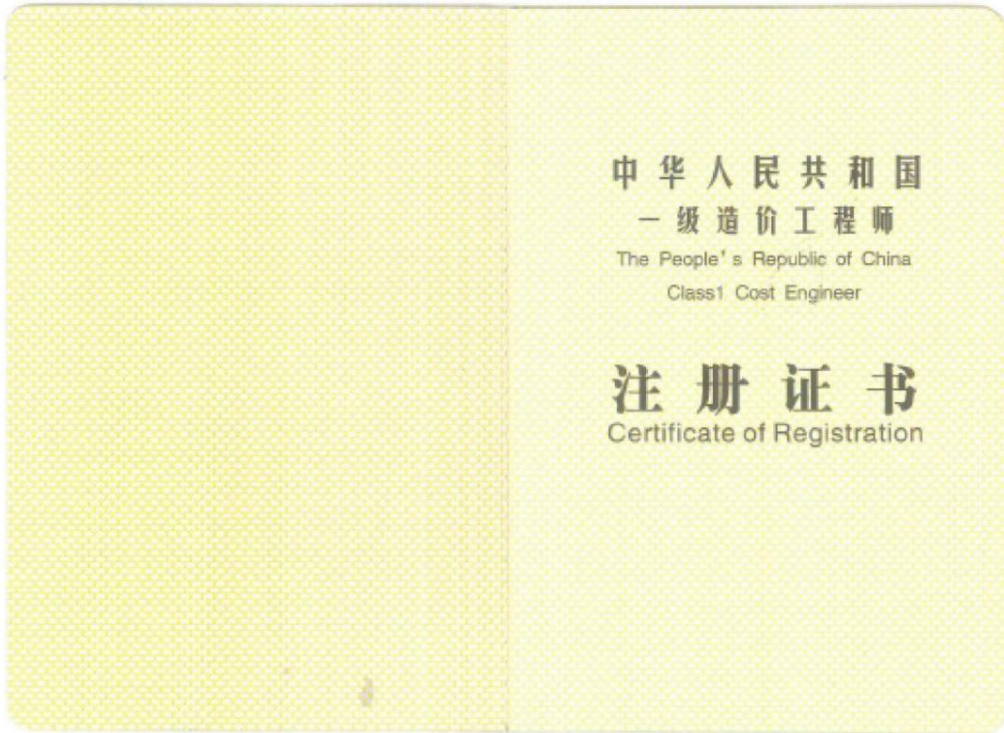 中华人民共和国
一级造价工程师
The People's Republic of China
Class1 Cost Engineer
注册证书
Certificate of Registration